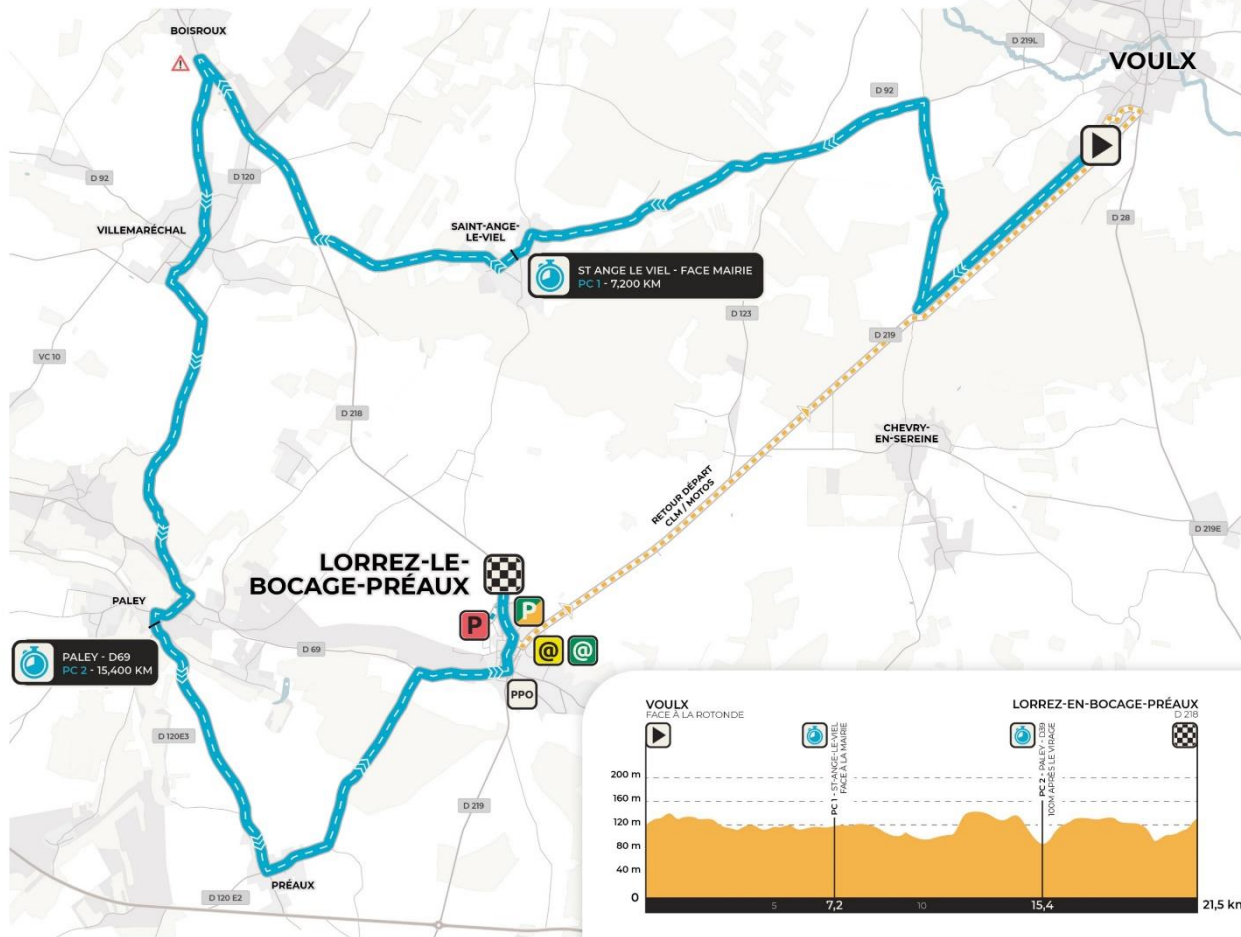 BOISROUX
D 219L
VOULX
D 92
D 92
D 120
VILLEMARÉCHAL
SAINT-ANGE-
LE-VIEL
D 28
ST ANGE LE VIEL - FACE MAIRIE
PC 1 - 7,200 KM
D 123
D 219
VC 10
D 218
CHEVRY-
EN-SEREINE
RETOUR DÉPART
CLM / MOTOS
D 219E
LORREZ-LE-
BOCAGE-PRÉAUX
PALEY
P
P
@
@
D 69
PALEY - D69
PC 2 - 15,400 KM
PPO
D 120E3
D 219
PRÉAUX
D 120 E2
VOULX
FACE À LA ROTONDE
LORREZ-EN-BOCAGE-PRÉAUX
D 218
PC 1 - ST-ANGE-LE-VIEL
FACE À LA MAIRIE
PC 2 - PALEY - D39
100M APRÈS LE VIRAGE
200 m
160 m
120 m
80 m
40 m
0
5
7,2
10
15,4
21,5 km